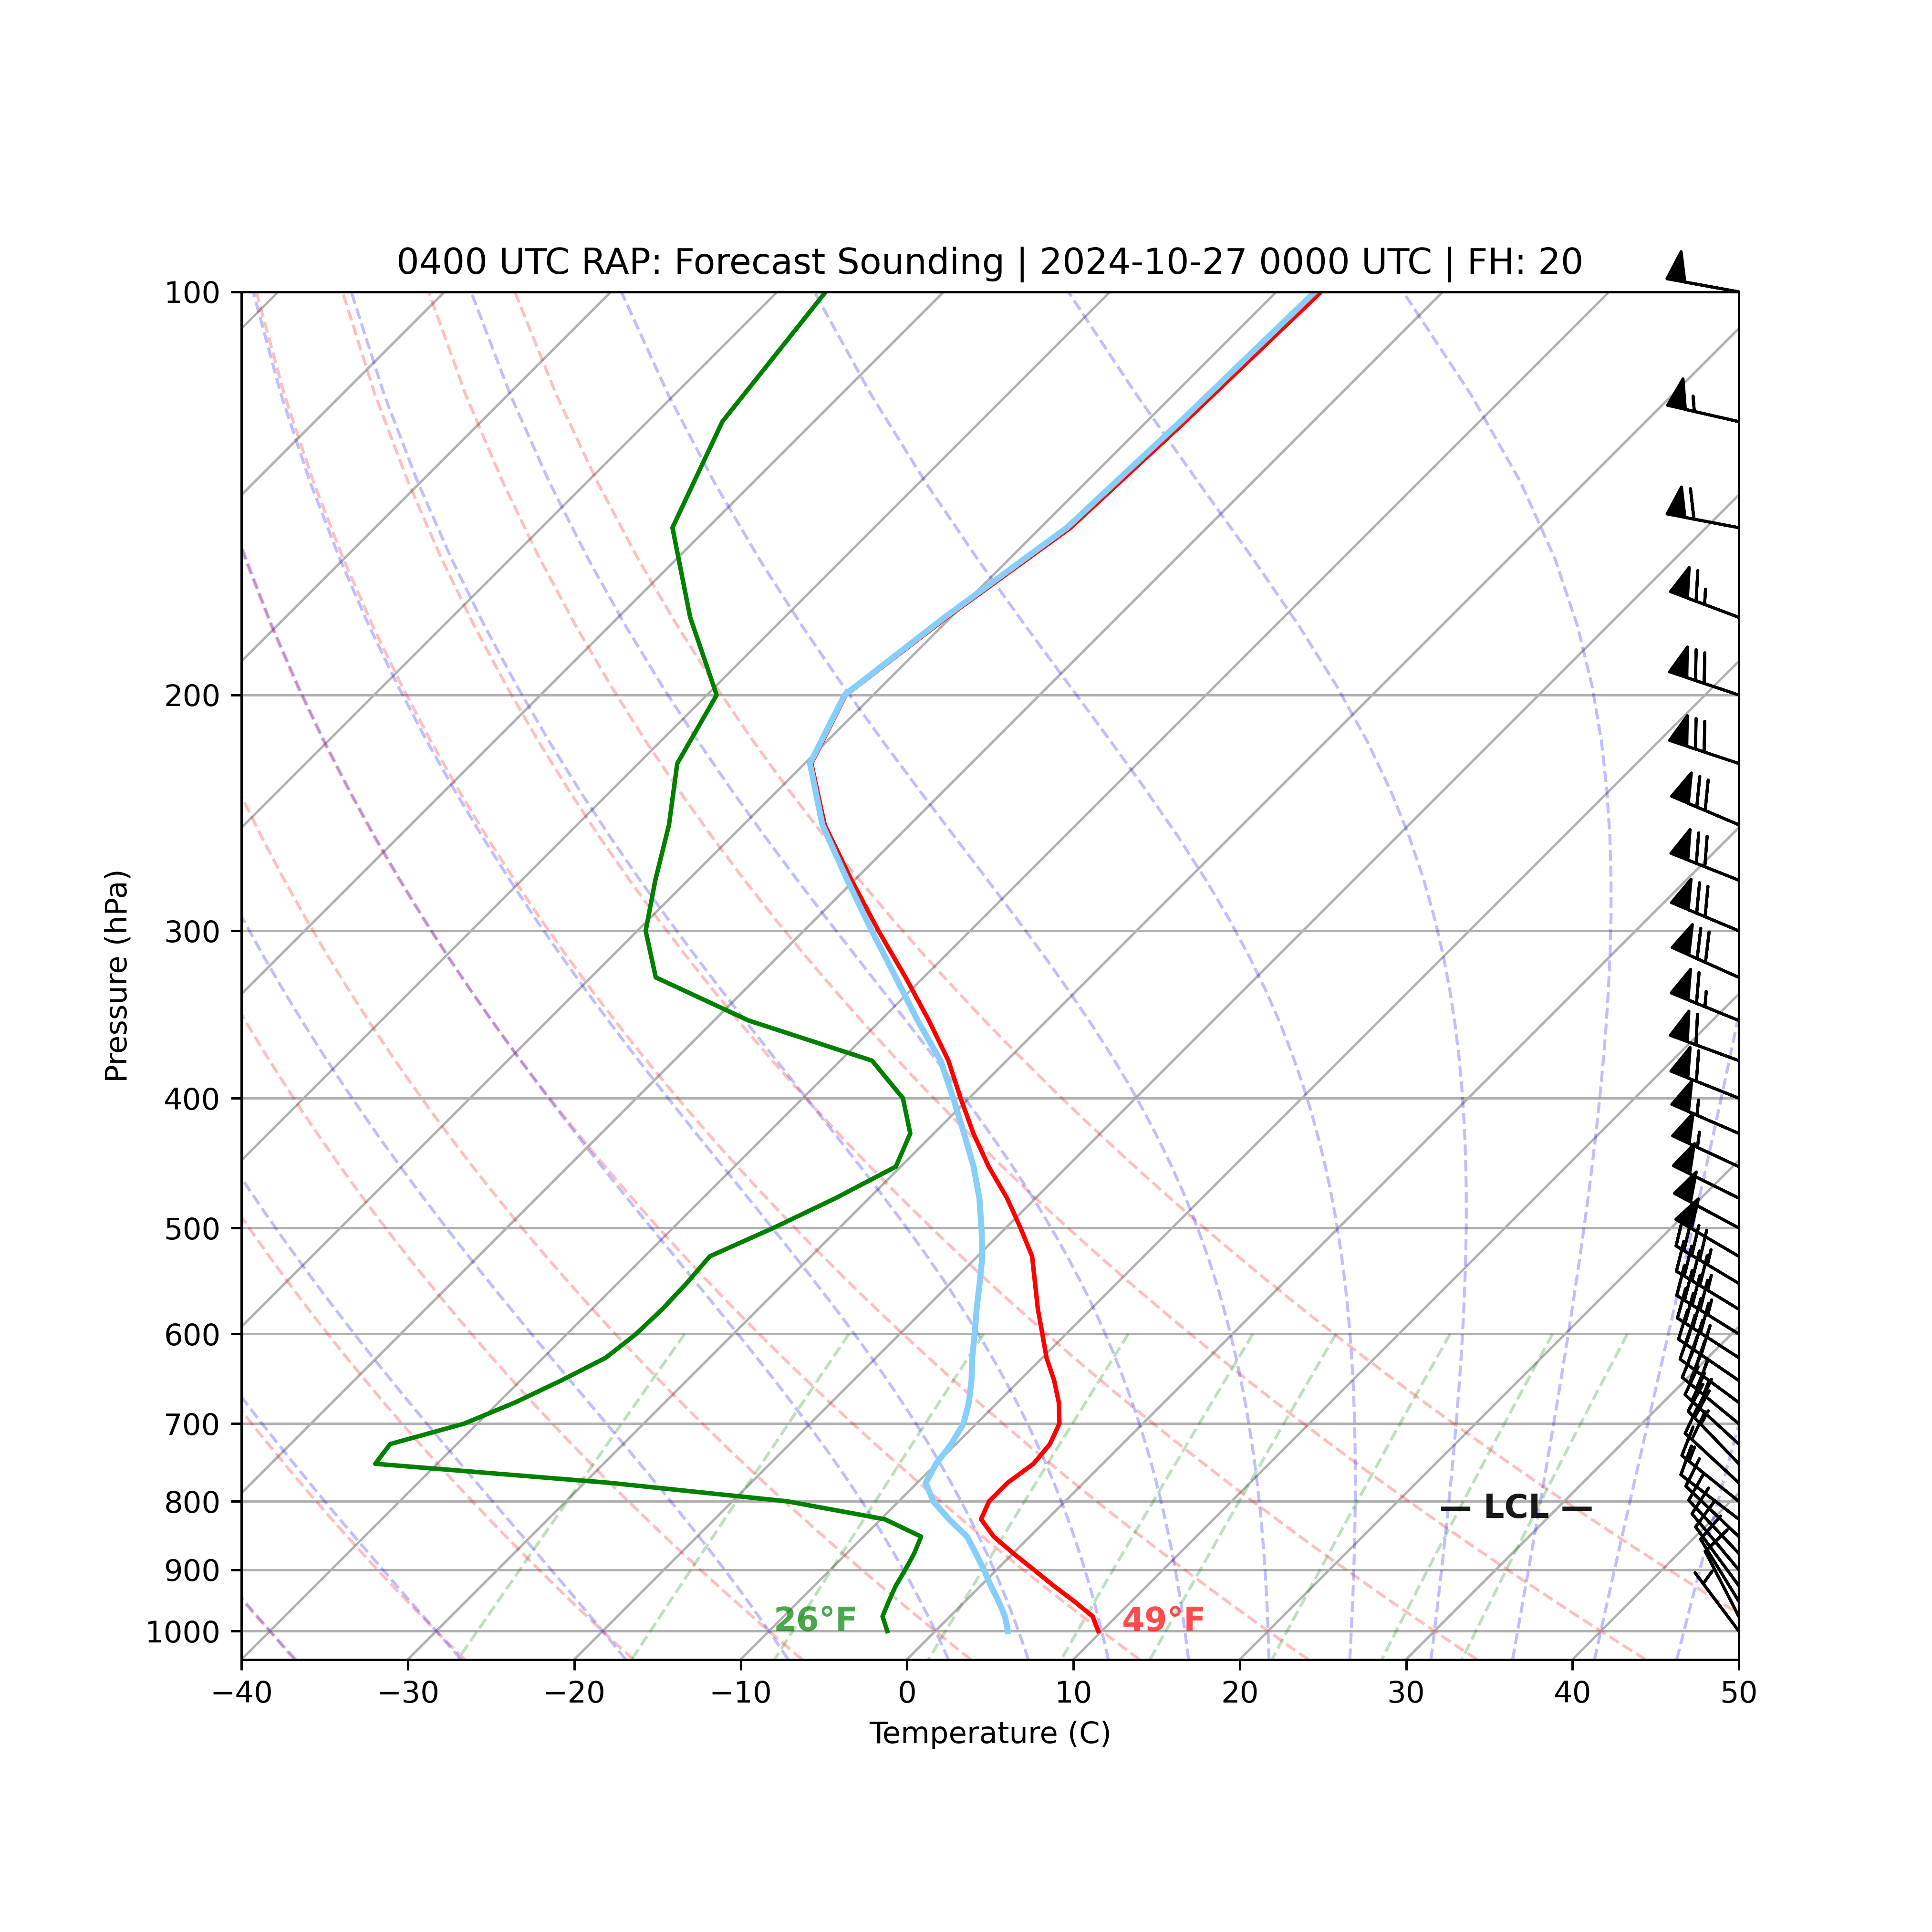 0400 UTC RAP: Forecast Sounding | 2024-10-27 0000 UTC | FH: 20
100
200
300
400
500
600
700
800
900
1000
Pressure (hPa)
— LCL —
26°F
49°F
−40 −30 −20 −10 0 10 20 30 40 50
Temperature (C)